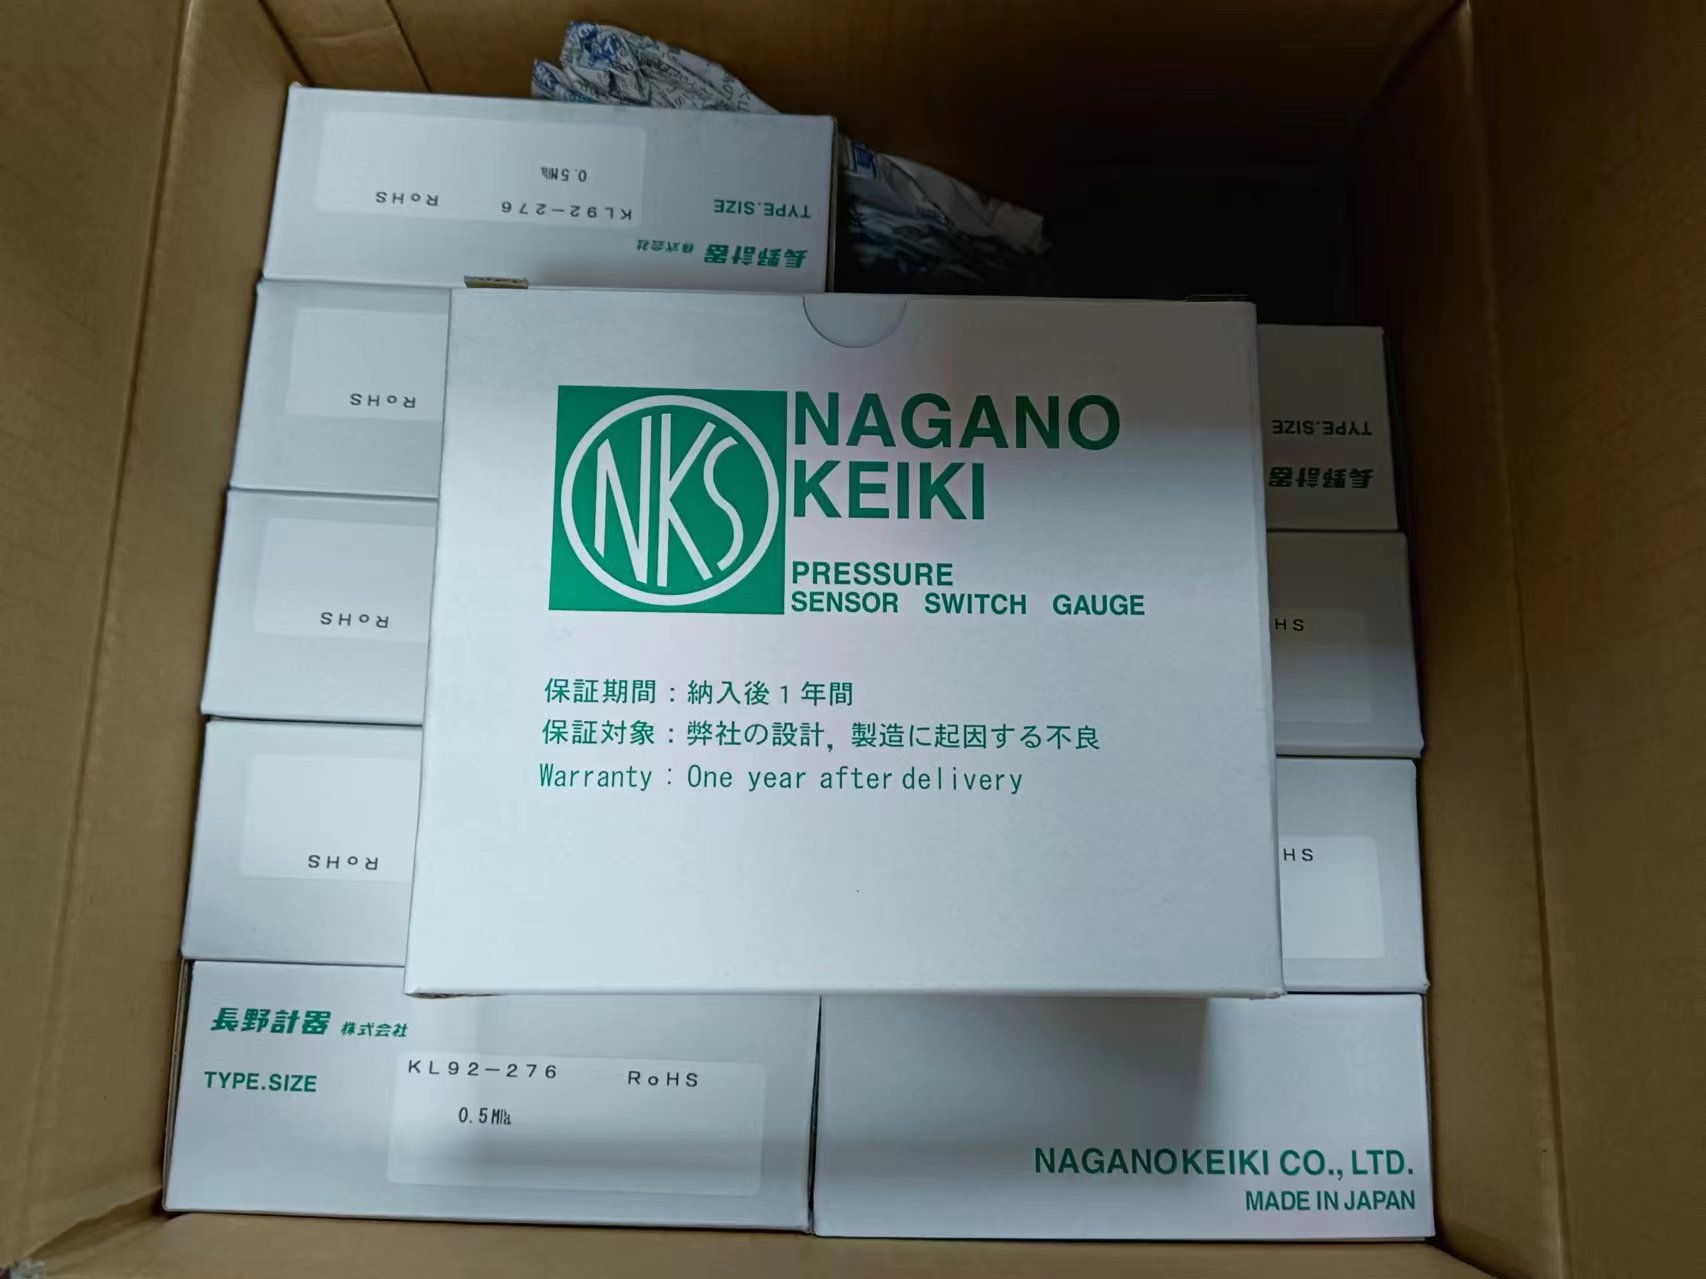 0.5MPa
KL92-276 RoHS
TYPE.SIZE
長野計器 株式会社
RoHS
RoHS
RoHS
NKS
NAGANO
KEIKI
PRESSURE
SENSOR SWITCH GAUGE
保証期間:納入後1年間
保証対象:弊社の設計,製造に起因する不良
Warranty:One year after delivery
TYPE.SIZE
長野計器
HS
HS
長野計器 株式会社
TYPE.SIZE
KL92-276 RoHS
0.5MPa
NAGANOKEIKI CO.,LTD.
MADE IN JAPAN